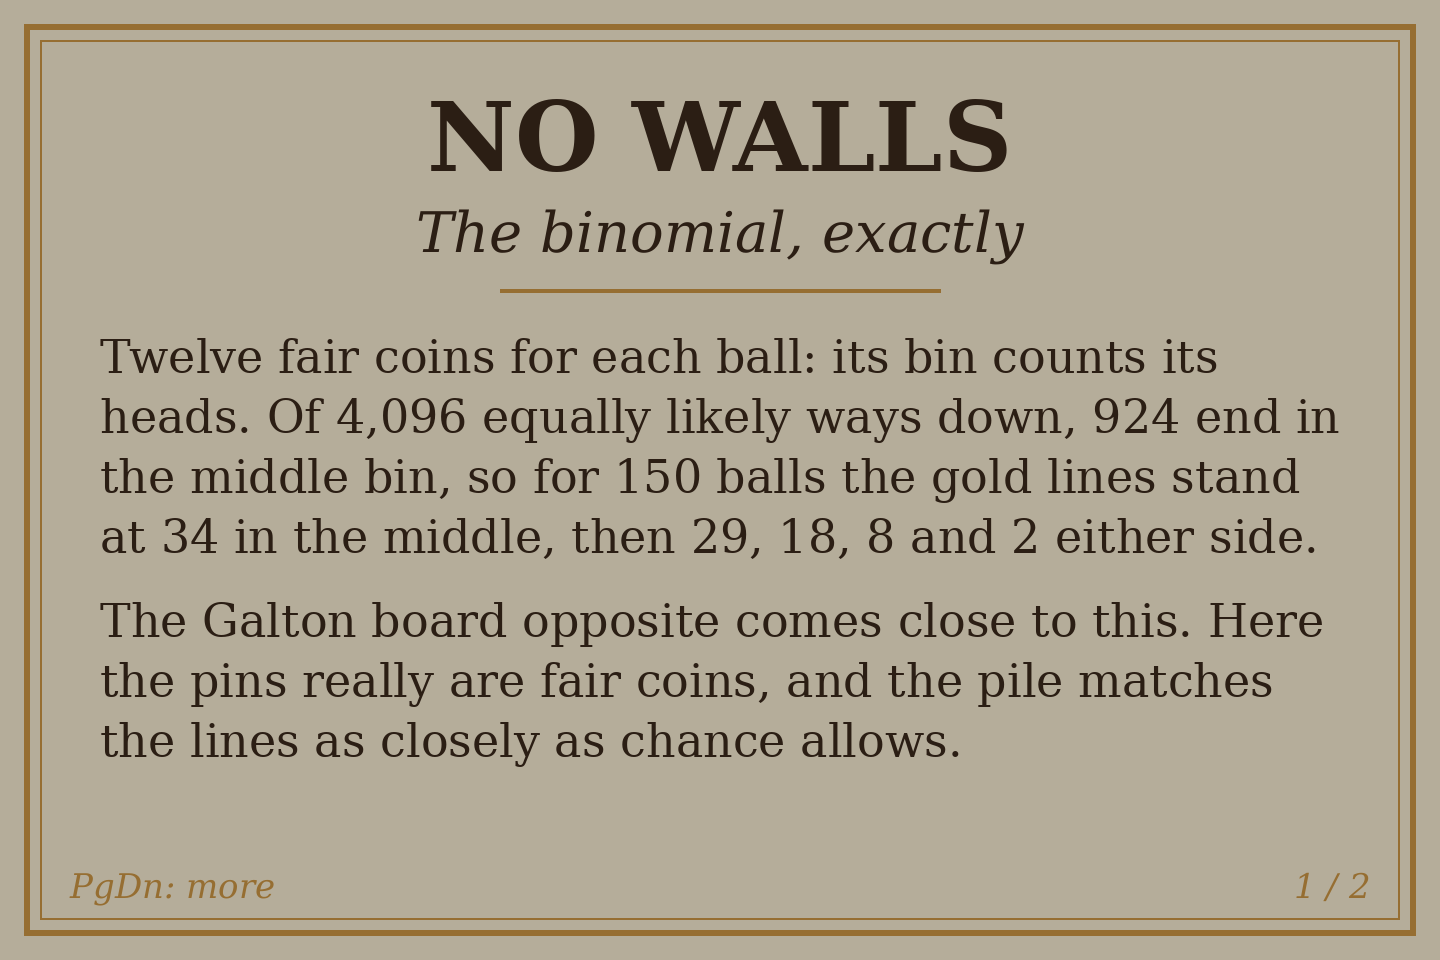 NO WALLS
The binomial, exactly
Twelve fair coins for each ball: its bin counts its
heads. Of 4,096 equally likely ways down, 924 end in
the middle bin, so for 150 balls the gold lines stand
at 34 in the middle, then 29, 18, 8 and 2 either side.
The Galton board opposite comes close to this. Here
the pins really are fair coins, and the pile matches
the lines as closely as chance allows.
PgDn: more
1 / 2